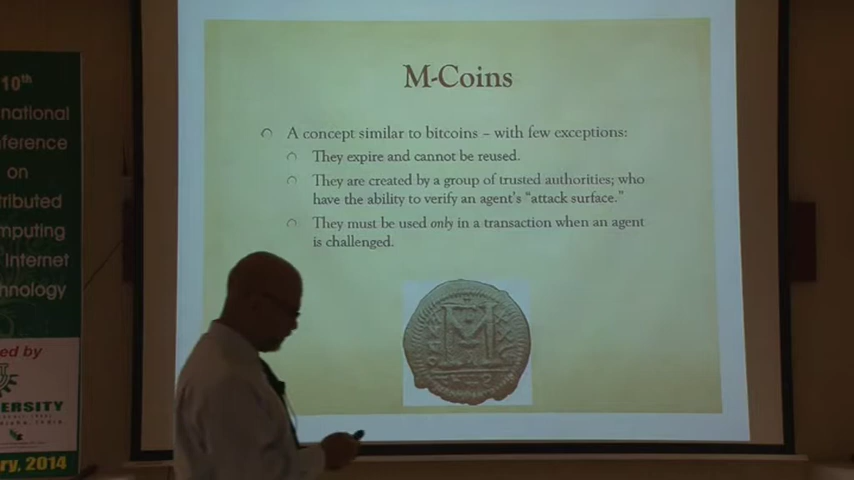 10th
national
ference
on
tributed
mputing
Internet
hnology
ed by
ERSITY
ry, 2014
M-Coins
A concept similar to bitcoins – with few exceptions:
They expire and cannot be reused.
They are created by a group of trusted authorities; who
have the ability to verify an agent's "attack surface."
They must be used only in a transaction when an agent
is challenged.
M